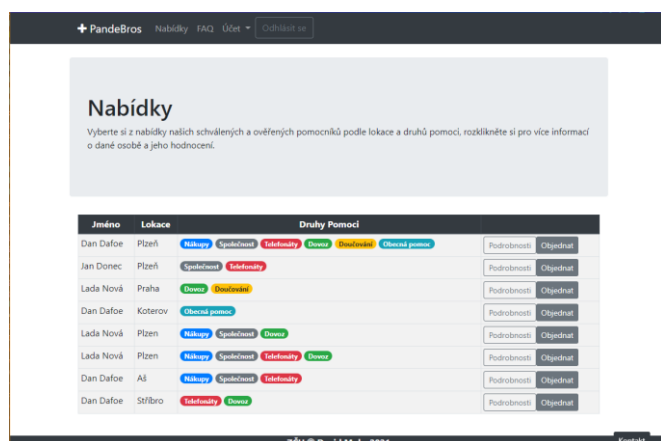 ✚ PandeBros Nabídky FAQ Účet Odhlásit se
Nabídky
Vyberte si z nabídky našich schválených a ověřených pomocníků podle lokace a druhů pomoci, rozklikněte si pro více informací
o dané osobě a jeho hodnocení.
Jméno Lokace Druhy Pomoci
Dan Dafoe Plzeň Nákupy Společnost Telefonáty Dovoz Doučování Obecná pomoc Podrobnosti Objednat
Jan Donec Plzeň Společnost Telefonáty Podrobnosti Objednat
Lada Nová Praha Dovoz Doučování Podrobnosti Objednat
Dan Dafoe Koterov Obecná pomoc Podrobnosti Objednat
Lada Nová Plzen Nákupy Společnost Dovoz Podrobnosti Objednat
Lada Nová Plzen Nákupy Společnost Telefonáty Dovoz Podrobnosti Objednat
Dan Dafoe Aš Nákupy Společnost Telefonáty Podrobnosti Objednat
Dan Dafoe Stříbro Telefonáty Dovoz Podrobnosti Objednat
Kontakt